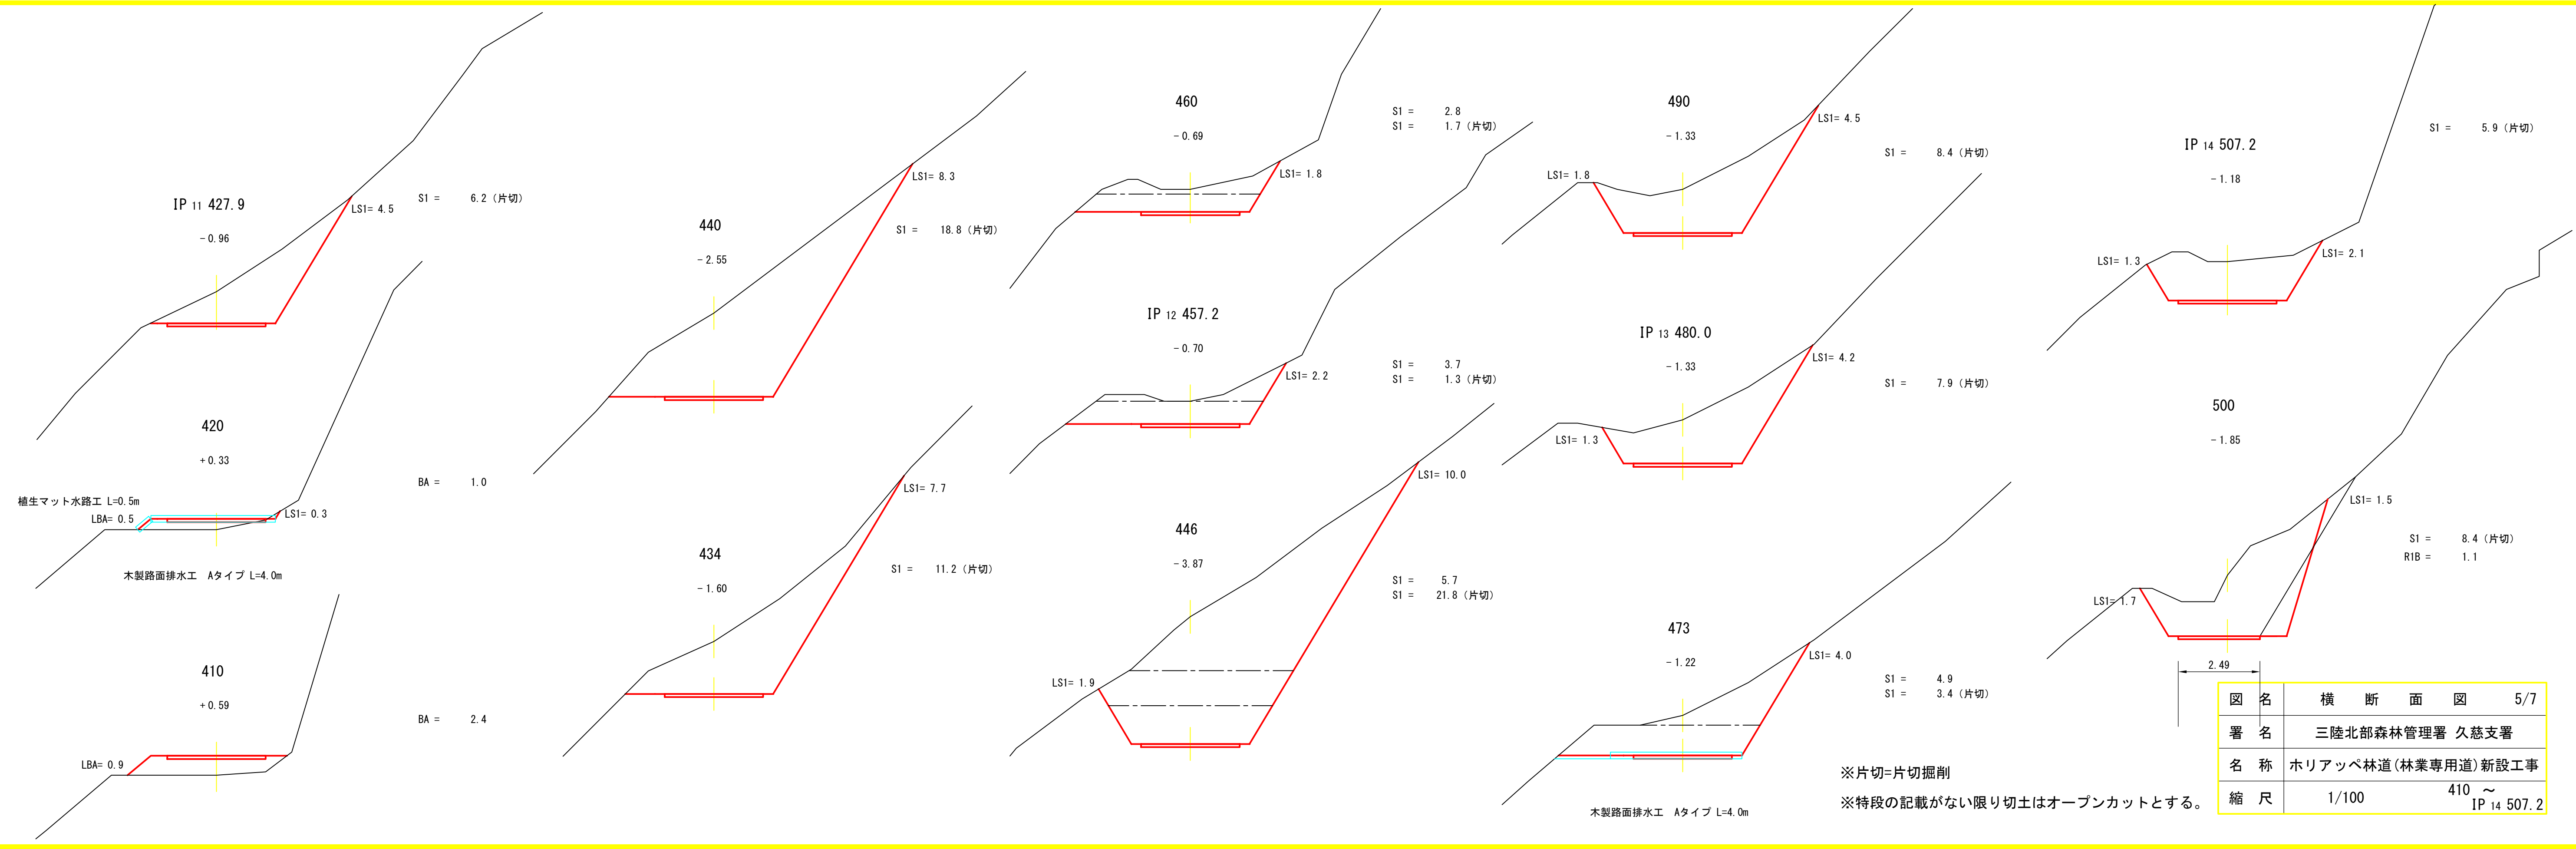 IP 11 427.9
-0.96
LS1= 4.5
S1 = 6.2 (片切)
420
+0.33
BA = 1.0
植生マット水路工 L=0.5m
LBA= 0.5
LS1= 0.3
木製路面排水工 Aタイプ L=4.0m
410
+0.59
BA = 2.4
LBA= 0.9
440
-2.55
LS1= 8.3
S1 = 18.8 (片切)
434
-1.60
LS1= 7.7
S1 = 11.2 (片切)
460
-0.69
LS1= 1.8
S1 = 2.8
S1 = 1.7 (片切)
IP 12 457.2
-0.70
LS1= 2.2
S1 = 3.7
S1 = 1.3 (片切)
446
-3.87
LS1= 10.0
LS1= 1.9
S1 = 5.7
S1 = 21.8 (片切)
490
-1.33
LS1= 4.5
LS1= 1.8
S1 = 8.4 (片切)
IP 13 480.0
-1.33
LS1= 4.2
LS1= 1.3
S1 = 7.9 (片切)
473
-1.22
LS1= 4.0
S1 = 4.9
S1 = 3.4 (片切)
木製路面排水工 Aタイプ L=4.0m
IP 14 507.2
-1.18
LS1= 1.3
LS1= 2.1
S1 = 5.9 (片切)
500
-1.85
LS1= 1.5
LS1= 1.7
S1 = 8.4 (片切)
R1B = 1.1
2.49
※片切=片切掘削
※特段の記載がない限り切土はオープンカットとする。
図 名 横 断 面 図 5/7
署 名 三陸北部森林管理署 久慈支署
名 称 ホリアッペ林道(林業専用道)新設工事
縮 尺 1/100 410 ～
IP 14 507.2